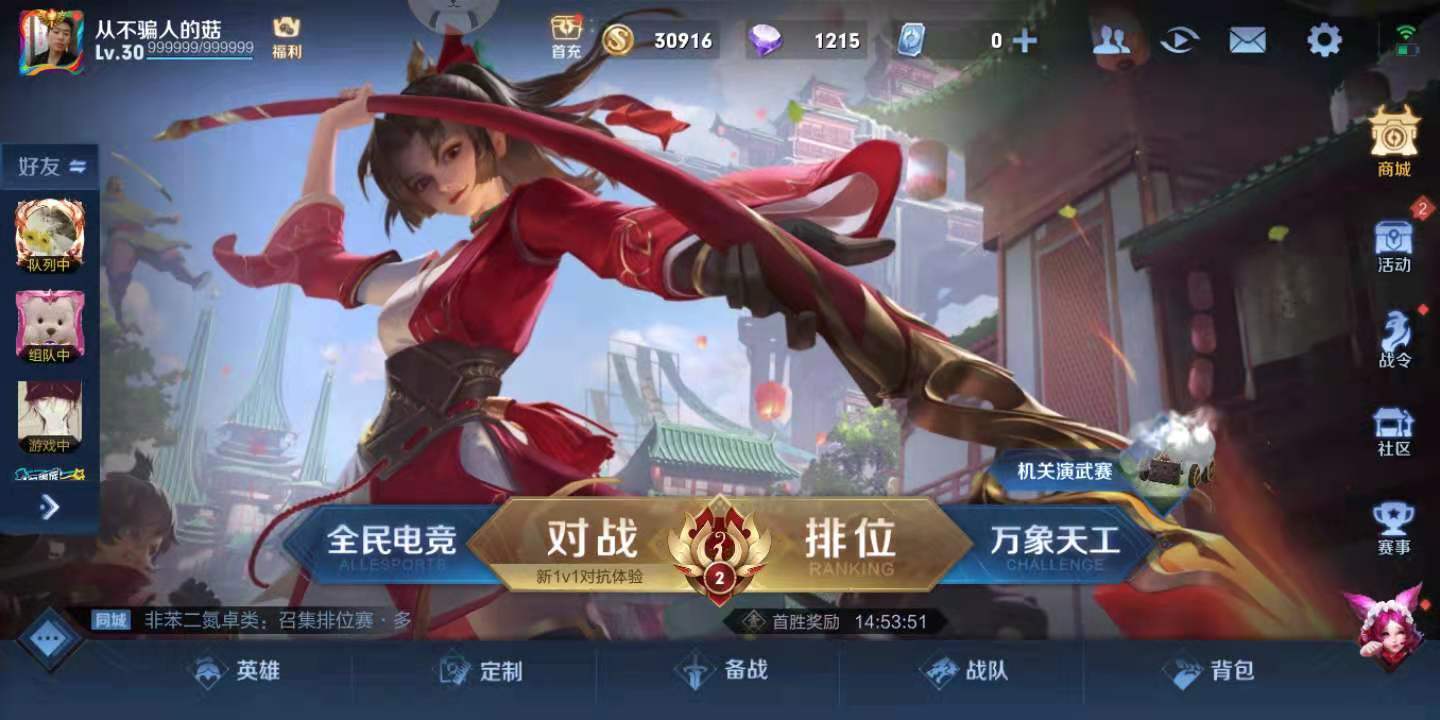 从不骗人的菇
Lv.30 999999/999999
福利
首充
30916
1215
0
好友
队列中
组队中
游戏中
商城
2
活动
战令
社区
赛事
机关演武赛
全民电竞
ALLESPORTS
对战
新1v1对抗体验
2
排位
RANKING
万象天工
CHALLENGE
同城 非苯二氮卓类：召集排位赛·多
首胜奖励 14:53:51
英雄
定制
备战
战队
背包